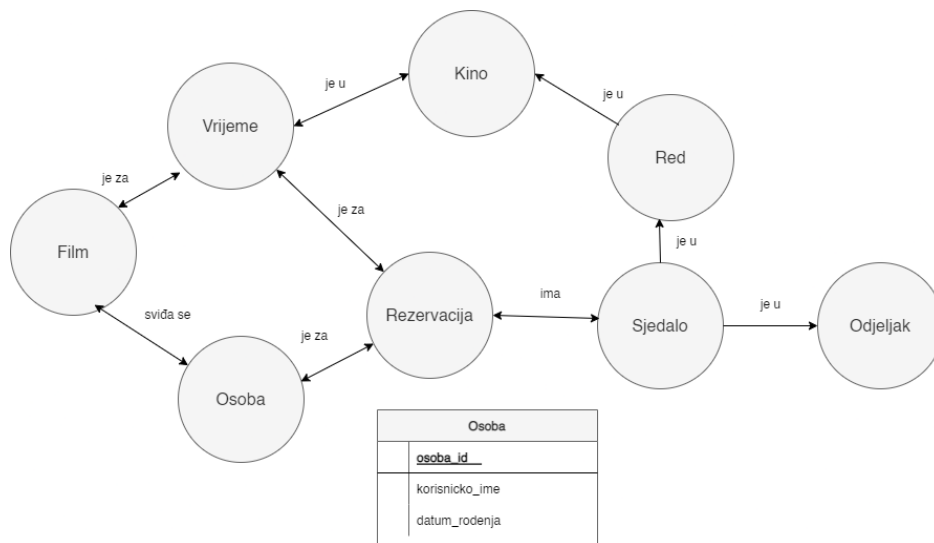 Kino
je u
Vrijeme
je u
Red
je za
je za
je u
Film
ima
je u
Rezervacija
Sjedalo
Odjeljak
sviđa se
je za
Osoba
Osoba
osoba_id
korisnicko_ime
datum_rodenja